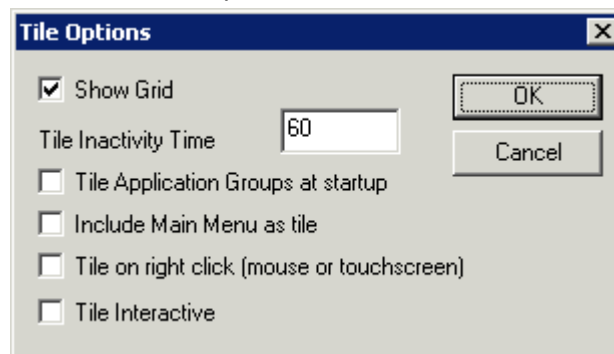 Tile Options
Show Grid
OK
Tile Inactivity Time 60
Cancel
Tile Application Groups at startup
Include Main Menu as tile
Tile on right click (mouse or touchscreen)
Tile Interactive